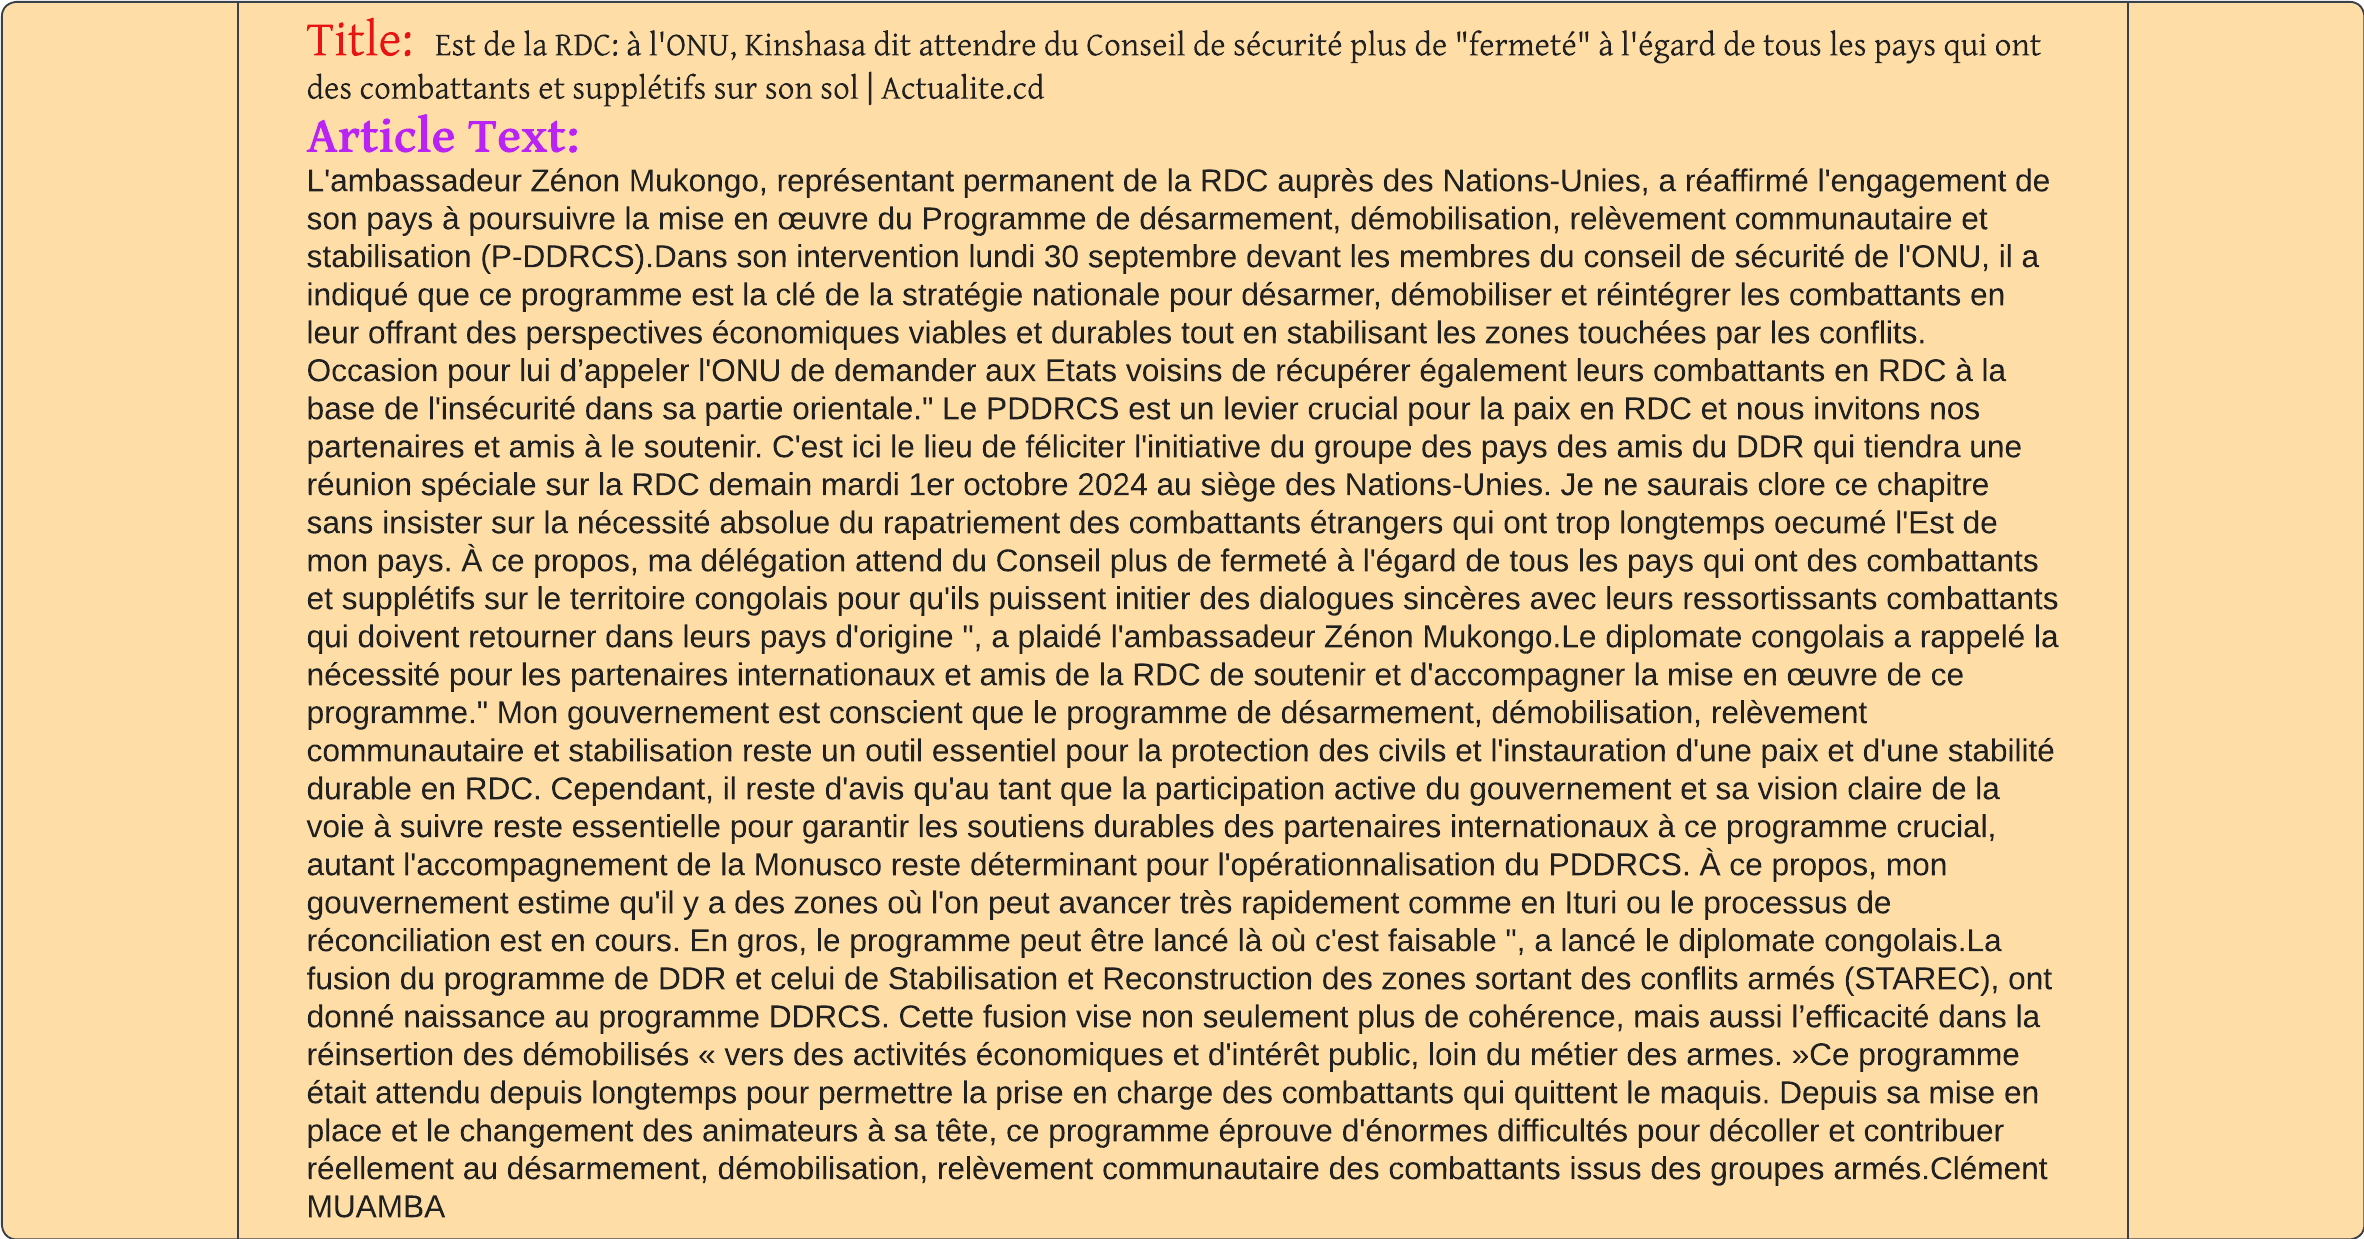 Title: Est de la RDC: à l'ONU, Kinshasa dit attendre du Conseil de sécurité plus de "fermeté" à l'égard de tous les pays qui ont
des combattants et supplétifs sur son sol | Actualite.cd
Article Text:
L'ambassadeur Zénon Mukongo, représentant permanent de la RDC auprès des Nations-Unies, a réaffirmé l'engagement de
son pays à poursuivre la mise en œuvre du Programme de désarmement, démobilisation, relèvement communautaire et
stabilisation (P-DDRCS).Dans son intervention lundi 30 septembre devant les membres du conseil de sécurité de l'ONU, il a
indiqué que ce programme est la clé de la stratégie nationale pour désarmer, démobiliser et réintégrer les combattants en
leur offrant des perspectives économiques viables et durables tout en stabilisant les zones touchées par les conflits.
Occasion pour lui d’appeler l'ONU de demander aux Etats voisins de récupérer également leurs combattants en RDC à la
base de l'insécurité dans sa partie orientale." Le PDDRCS est un levier crucial pour la paix en RDC et nous invitons nos
partenaires et amis à le soutenir. C'est ici le lieu de féliciter l'initiative du groupe des pays des amis du DDR qui tiendra une
réunion spéciale sur la RDC demain mardi 1er octobre 2024 au siège des Nations-Unies. Je ne saurais clore ce chapitre
sans insister sur la nécessité absolue du rapatriement des combattants étrangers qui ont trop longtemps oecumé l'Est de
mon pays. À ce propos, ma délégation attend du Conseil plus de fermeté à l'égard de tous les pays qui ont des combattants
et supplétifs sur le territoire congolais pour qu'ils puissent initier des dialogues sincères avec leurs ressortissants combattants
qui doivent retourner dans leurs pays d'origine ", a plaidé l'ambassadeur Zénon Mukongo.Le diplomate congolais a rappelé la
nécessité pour les partenaires internationaux et amis de la RDC de soutenir et d'accompagner la mise en œuvre de ce
programme." Mon gouvernement est conscient que le programme de désarmement, démobilisation, relèvement
communautaire et stabilisation reste un outil essentiel pour la protection des civils et l'instauration d'une paix et d'une stabilité
durable en RDC. Cependant, il reste d'avis qu'au tant que la participation active du gouvernement et sa vision claire de la
voie à suivre reste essentielle pour garantir les soutiens durables des partenaires internationaux à ce programme crucial,
autant l'accompagnement de la Monusco reste déterminant pour l'opérationnalisation du PDDRCS. À ce propos, mon
gouvernement estime qu'il y a des zones où l'on peut avancer très rapidement comme en Ituri ou le processus de
réconciliation est en cours. En gros, le programme peut être lancé là où c'est faisable ", a lancé le diplomate congolais.La
fusion du programme de DDR et celui de Stabilisation et Reconstruction des zones sortant des conflits armés (STAREC), ont
donné naissance au programme DDRCS. Cette fusion vise non seulement plus de cohérence, mais aussi l’efficacité dans la
réinsertion des démobilisés « vers des activités économiques et d'intérêt public, loin du métier des armes. »Ce programme
était attendu depuis longtemps pour permettre la prise en charge des combattants qui quittent le maquis. Depuis sa mise en
place et le changement des animateurs à sa tête, ce programme éprouve d'énormes difficultés pour décoller et contribuer
réellement au désarmement, démobilisation, relèvement communautaire des combattants issus des groupes armés.Clément
MUAMBA